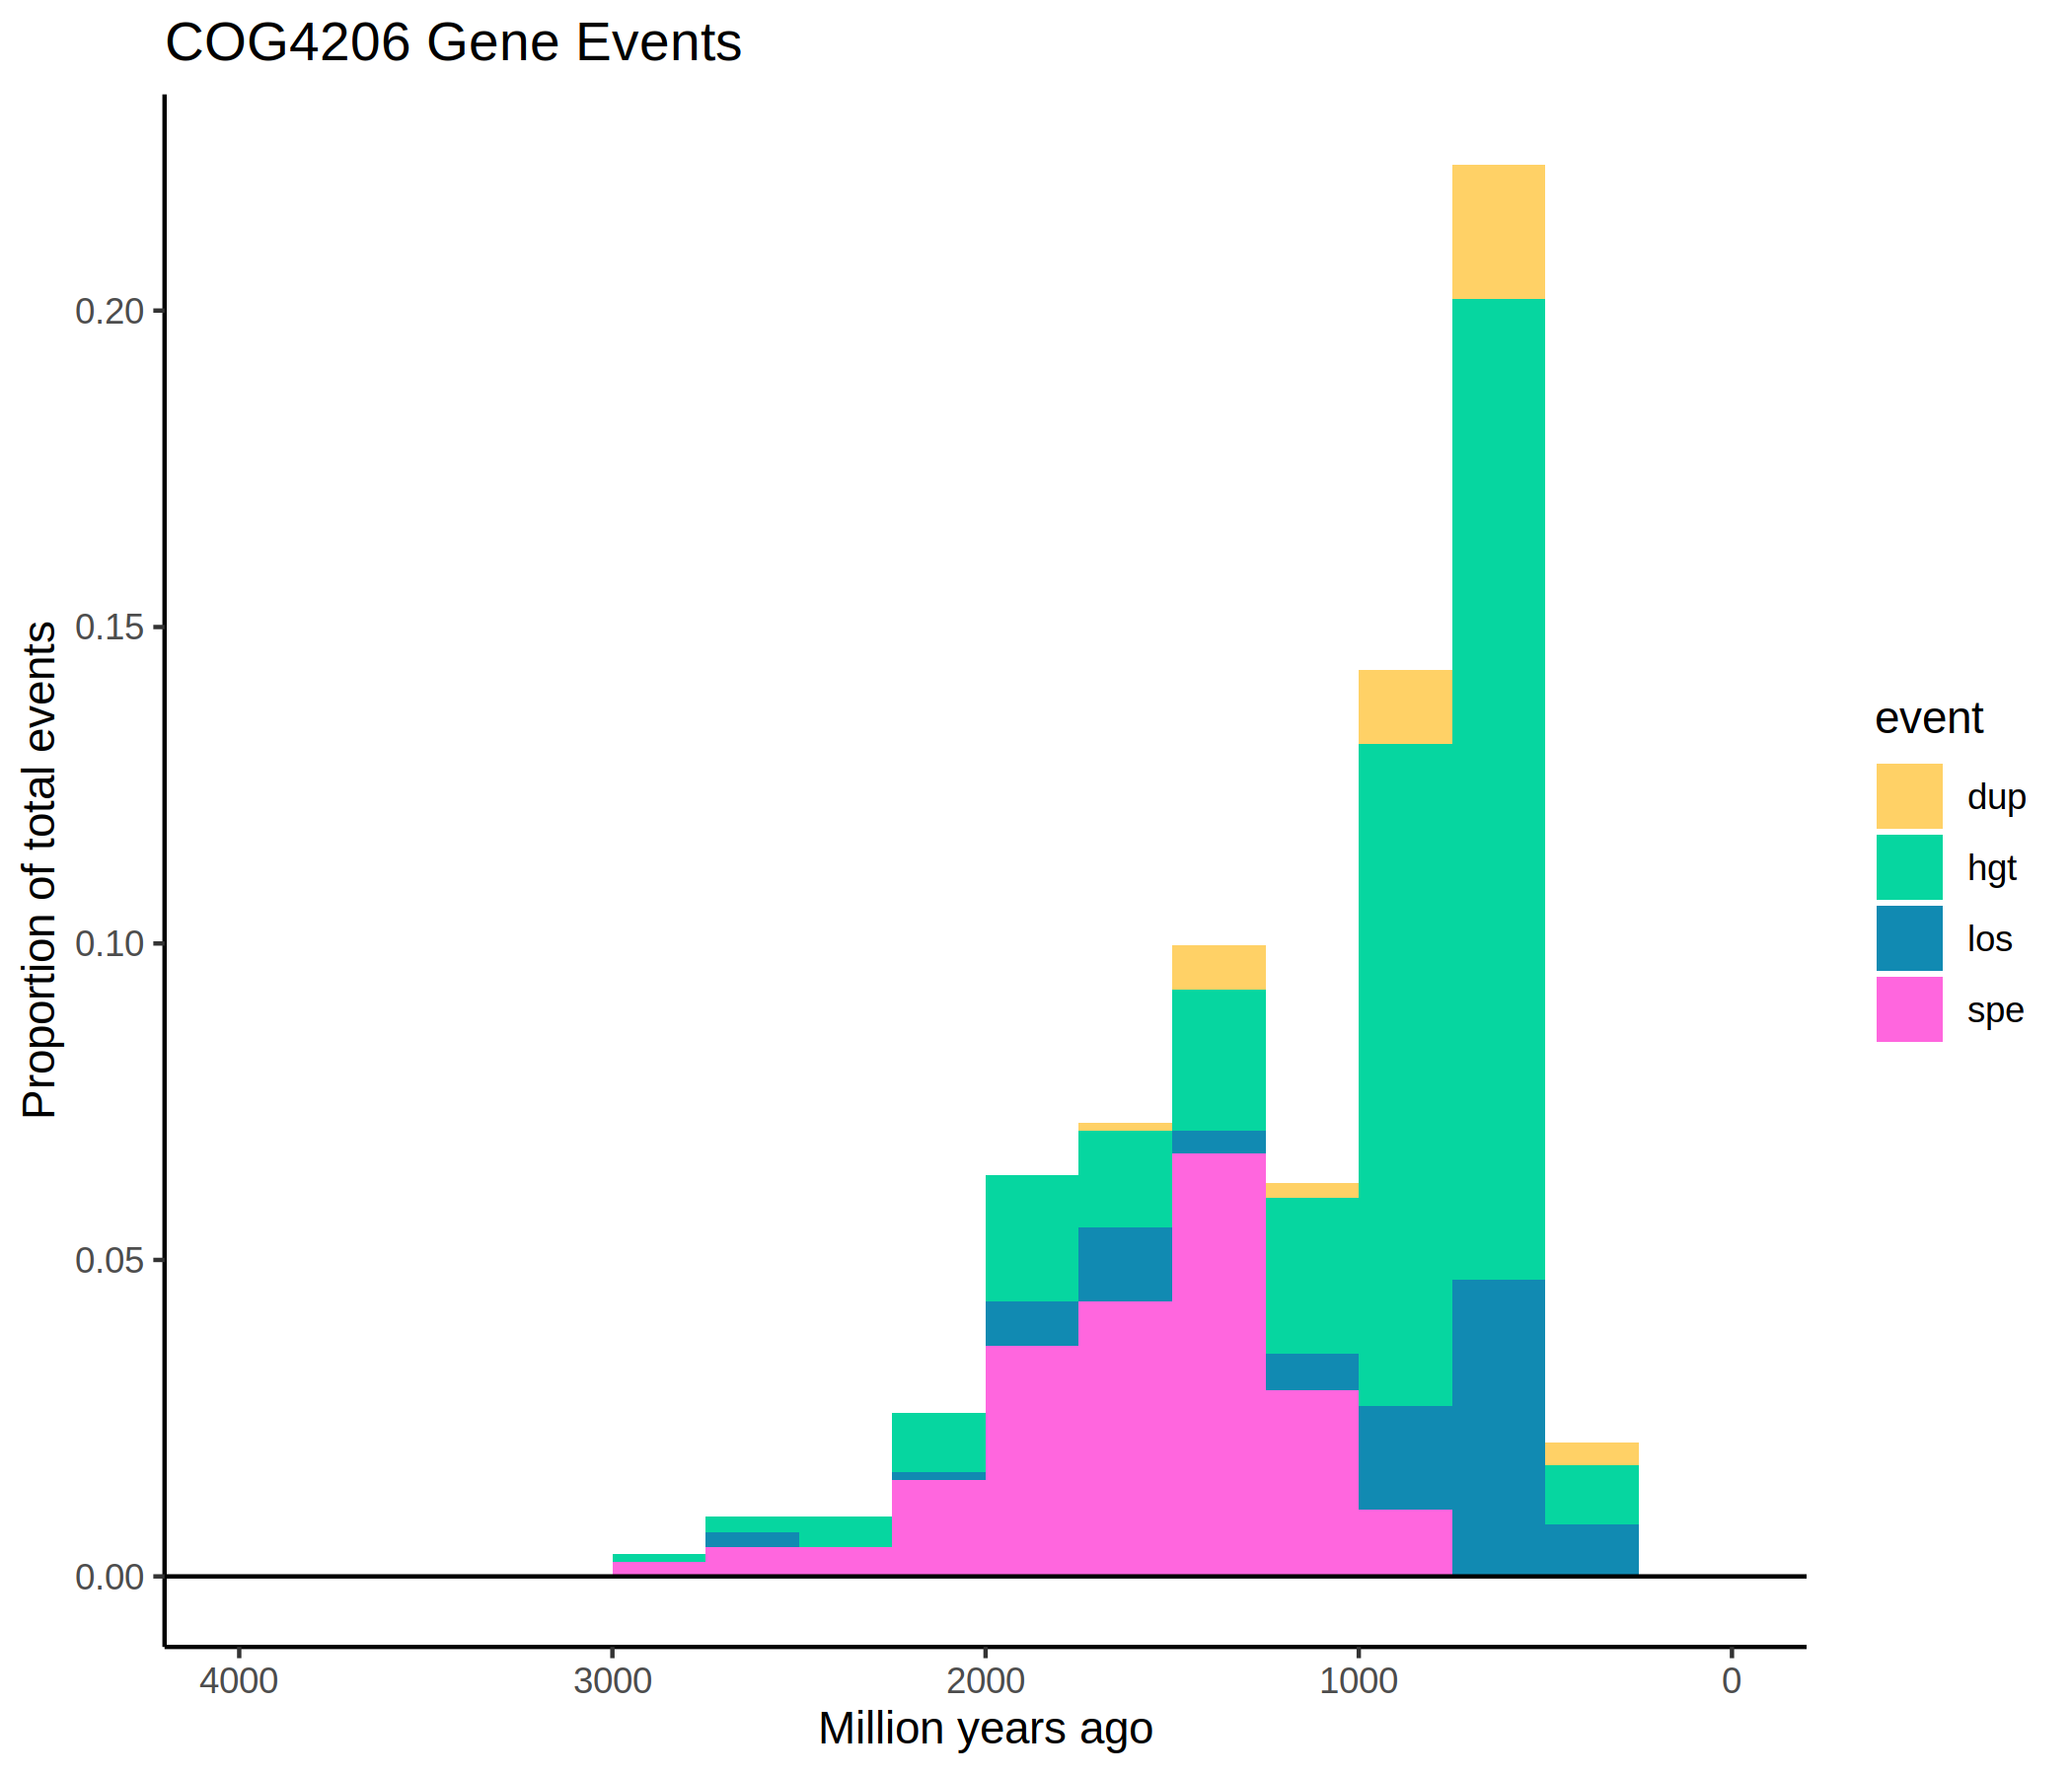 COG4206 Gene Events
Proportion of total events
0.20
0.15
0.10
0.05
0.00
4000 3000 2000 1000 0
Million years ago
event
dup
hgt
los
spe